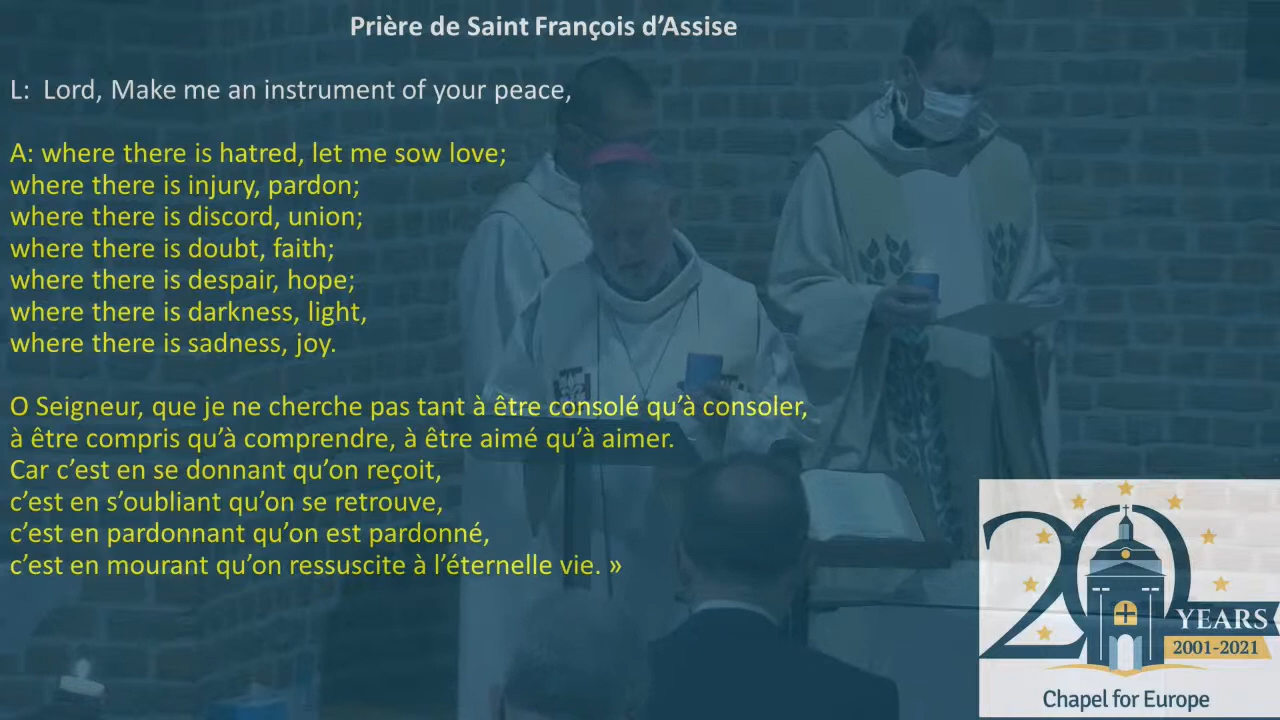 Prière de Saint François d’Assise
L: Lord, Make me an instrument of your peace,
A: where there is hatred, let me sow love;
where there is injury, pardon;
where there is discord, union;
where there is doubt, faith;
where there is despair, hope;
where there is darkness, light,
where there is sadness, joy.
O Seigneur, que je ne cherche pas tant à être consolé qu’à consoler,
à être compris qu’à comprendre, à être aimé qu’à aimer.
Car c’est en se donnant qu’on reçoit,
c’est en s’oubliant qu’on se retrouve,
c’est en pardonnant qu’on est pardonné,
c’est en mourant qu’on ressuscite à l’éternelle vie. »
20
YEARS
2001-2021
Chapel for Europe